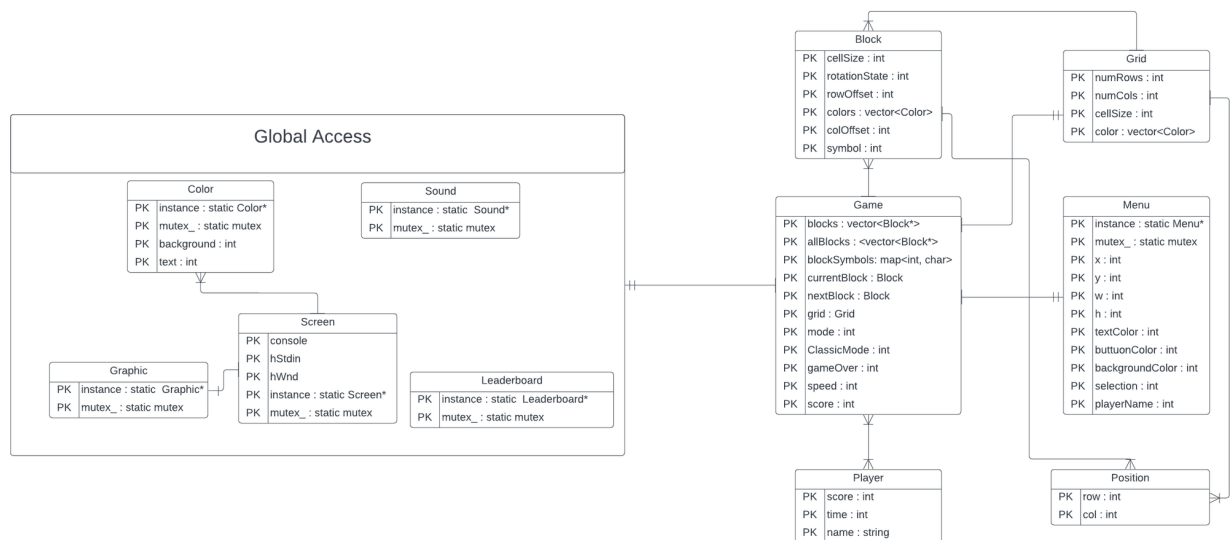 Global Access
Color
PK instance : static Color*
PK mutex_ : static mutex
PK background : int
PK text : int
Sound
PK instance : static Sound*
PK mutex_ : static mutex
Screen
PK console
PK hStdin
PK hWnd
PK instance : static Screen*
PK mutex_ : static mutex
Graphic
PK instance : static Graphic*
PK mutex_ : static mutex
Leaderboard
PK instance : static Leaderboard*
PK mutex_ : static mutex
Block
PK cellSize : int
PK rotationState : int
PK rowOffset : int
PK colors : vector<Color>
PK colOffset : int
PK symbol : int
Grid
PK numRows : int
PK numCols : int
PK cellSize : int
PK color : vector<Color>
Game
PK blocks : vector<Block*>
PK allBlocks : <vector<Block*>
PK blockSymbols: map<int, char>
PK currentBlock : Block
PK nextBlock : Block
PK grid : Grid
PK mode : int
PK ClassicMode : int
PK gameOver : int
PK speed : int
PK score : int
Menu
PK instance : static Menu*
PK mutex_ : static mutex
PK x : int
PK y : int
PK w : int
PK h : int
PK textColor : int
PK buttuonColor : int
PK backgroundColor : int
PK selection : int
PK playerName : int
Player
PK score : int
PK time : int
PK name : string
Position
PK row : int
PK col : int